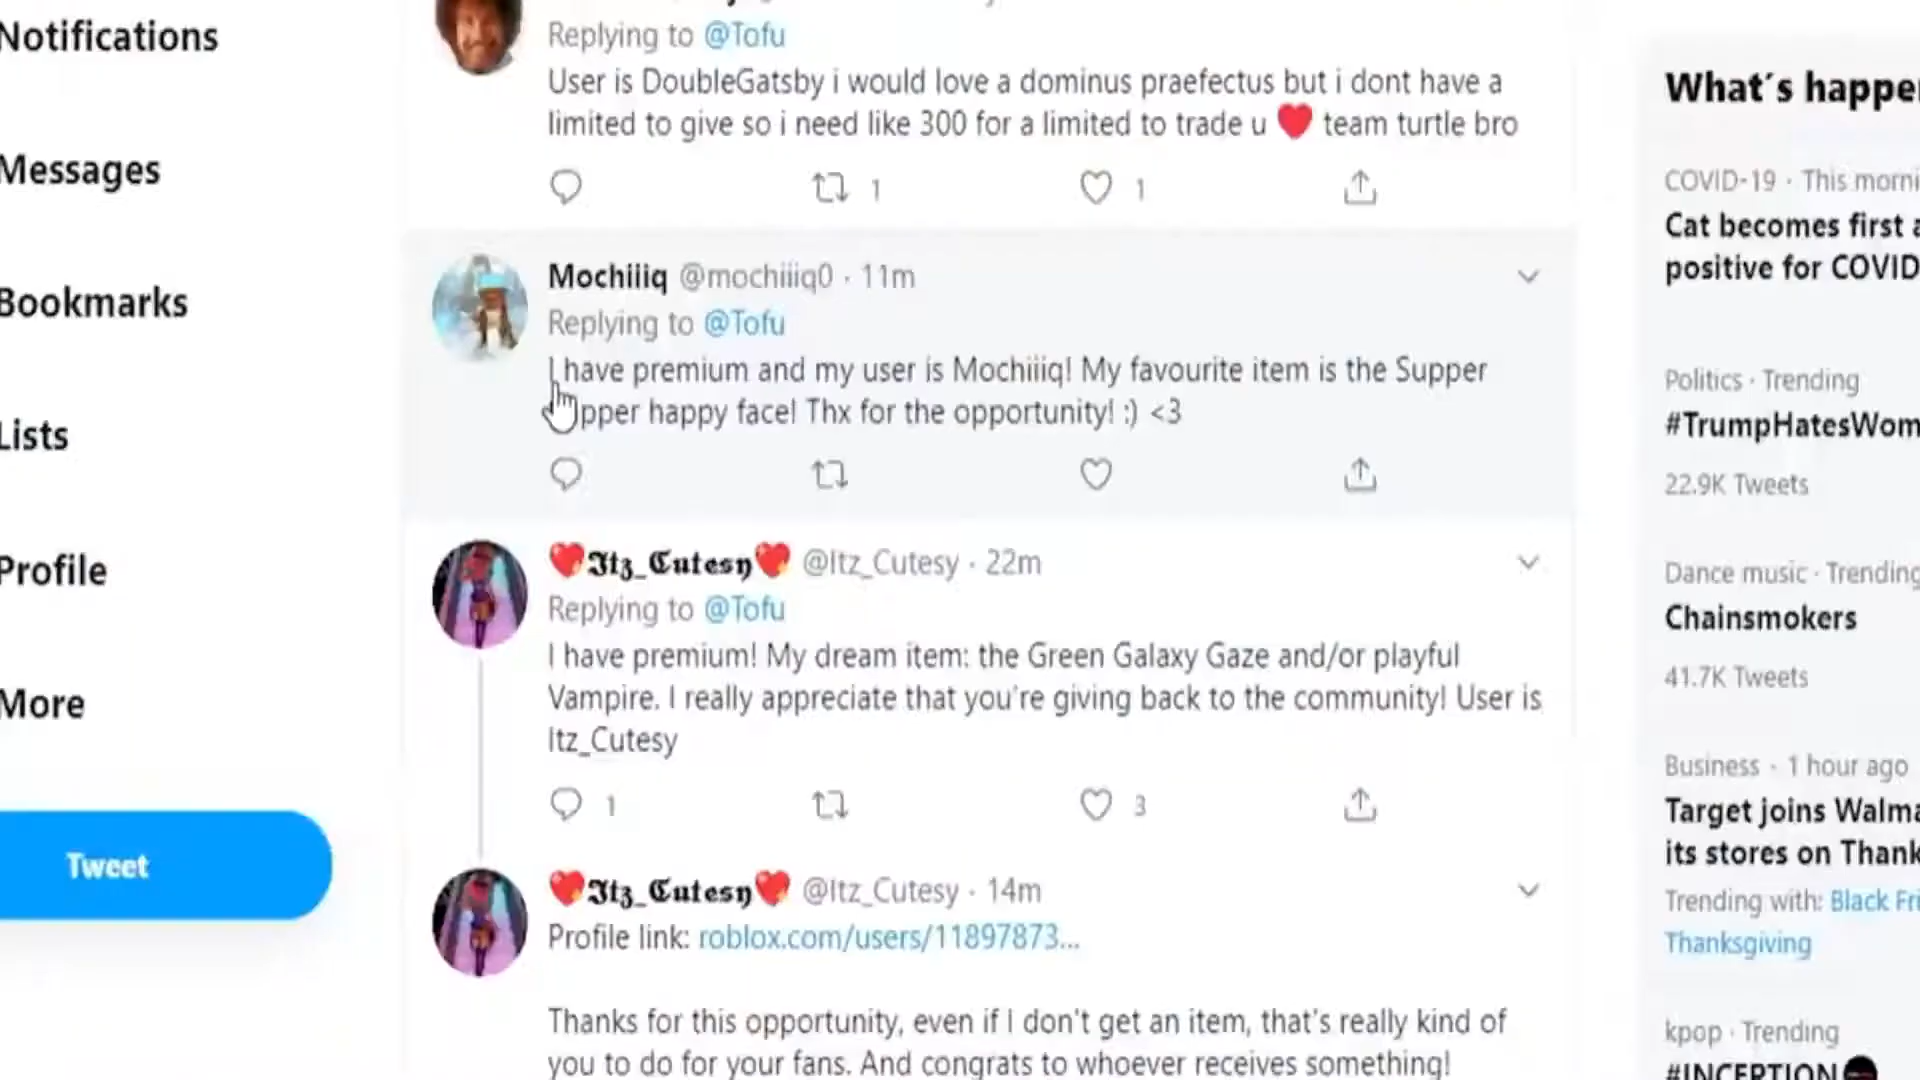 Notifications
Messages
Bookmarks
Lists
Profile
More
Tweet
Replying to @Tofu
User is DoubleGatsby i would love a dominus praefectus but i dont have a
limited to give so i need like 300 for a limited to trade u ❤ team turtle bro
1
1
Mochiiiq @mochiiiq0 · 11m
Replying to @Tofu
I have premium and my user is Mochiiiq! My favourite item is the Supper
happy face! Thx for the opportunity! :) <3
💖Itz_Cutesy💖 @Itz_Cutesy · 22m
Replying to @Tofu
I have premium! My dream item: the Green Galaxy Gaze and/or playful
Vampire. I really appreciate that you're giving back to the community! User is
Itz_Cutesy
1
3
💖Itz_Cutesy💖 @Itz_Cutesy · 14m
Profile link: roblox.com/users/11897873...
Thanks for this opportunity, even if I don't get an item, that's really kind of
you to do for your fans. And congrats to whoever receives something!
What´s happe
COVID-19 · This morni
Cat becomes first
positive for COVID
Politics · Trending
#TrumpHatesWom
22.9K Tweets
Dance music · Trending
Chainsmokers
41.7K Tweets
Business · 1 hour ago
Target joins Walma
its stores on Thank
Trending with: Black Fri
Thanksgiving
kpop · Trending
#INCEPTION